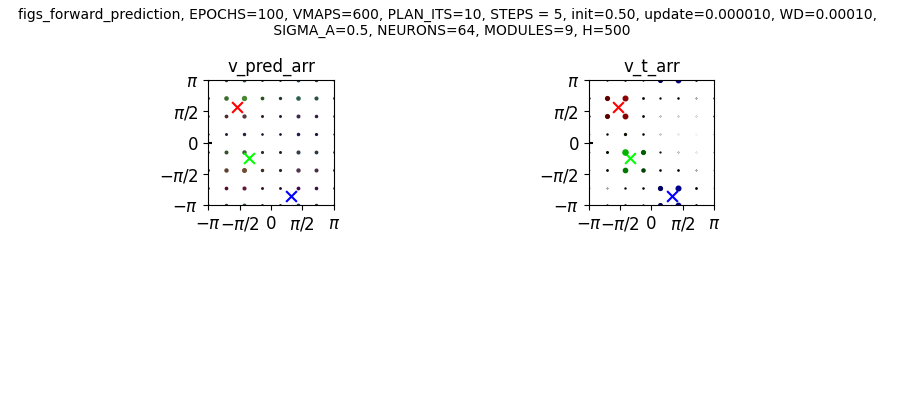 figs_forward_prediction, EPOCHS=100, VMAPS=600, PLAN_ITS=10, STEPS = 5, init=0.50, update=0.000010, WD=0.00010,
SIGMA_A=0.5, NEURONS=64, MODULES=9, H=500
v_pred_arr
π
π/2
0
−π/2
−π
−π −π/2 0 π/2 π
v_t_arr
π
π/2
0
−π/2
−π
−π −π/2 0 π/2 π